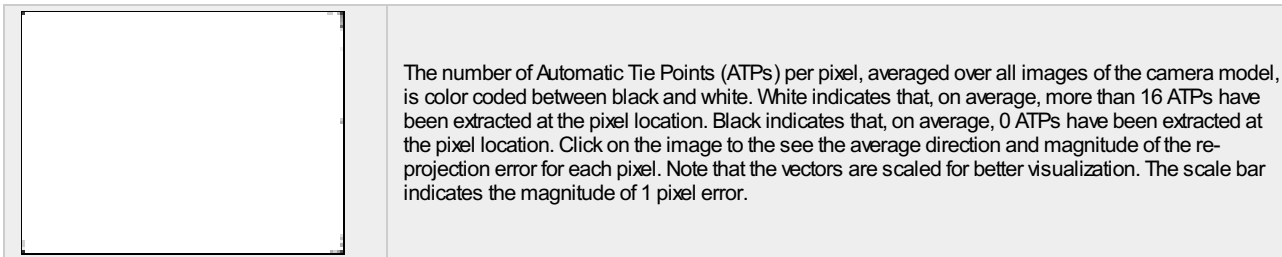 The number of Automatic Tie Points (ATPs) per pixel, averaged over all images of the camera model,
is color coded between black and white. White indicates that, on average, more than 16 ATPs have
been extracted at the pixel location. Black indicates that, on average, 0 ATPs have been extracted at
the pixel location. Click on the image to the see the average direction and magnitude of the re-
projection error for each pixel. Note that the vectors are scaled for better visualization. The scale bar
indicates the magnitude of 1 pixel error.